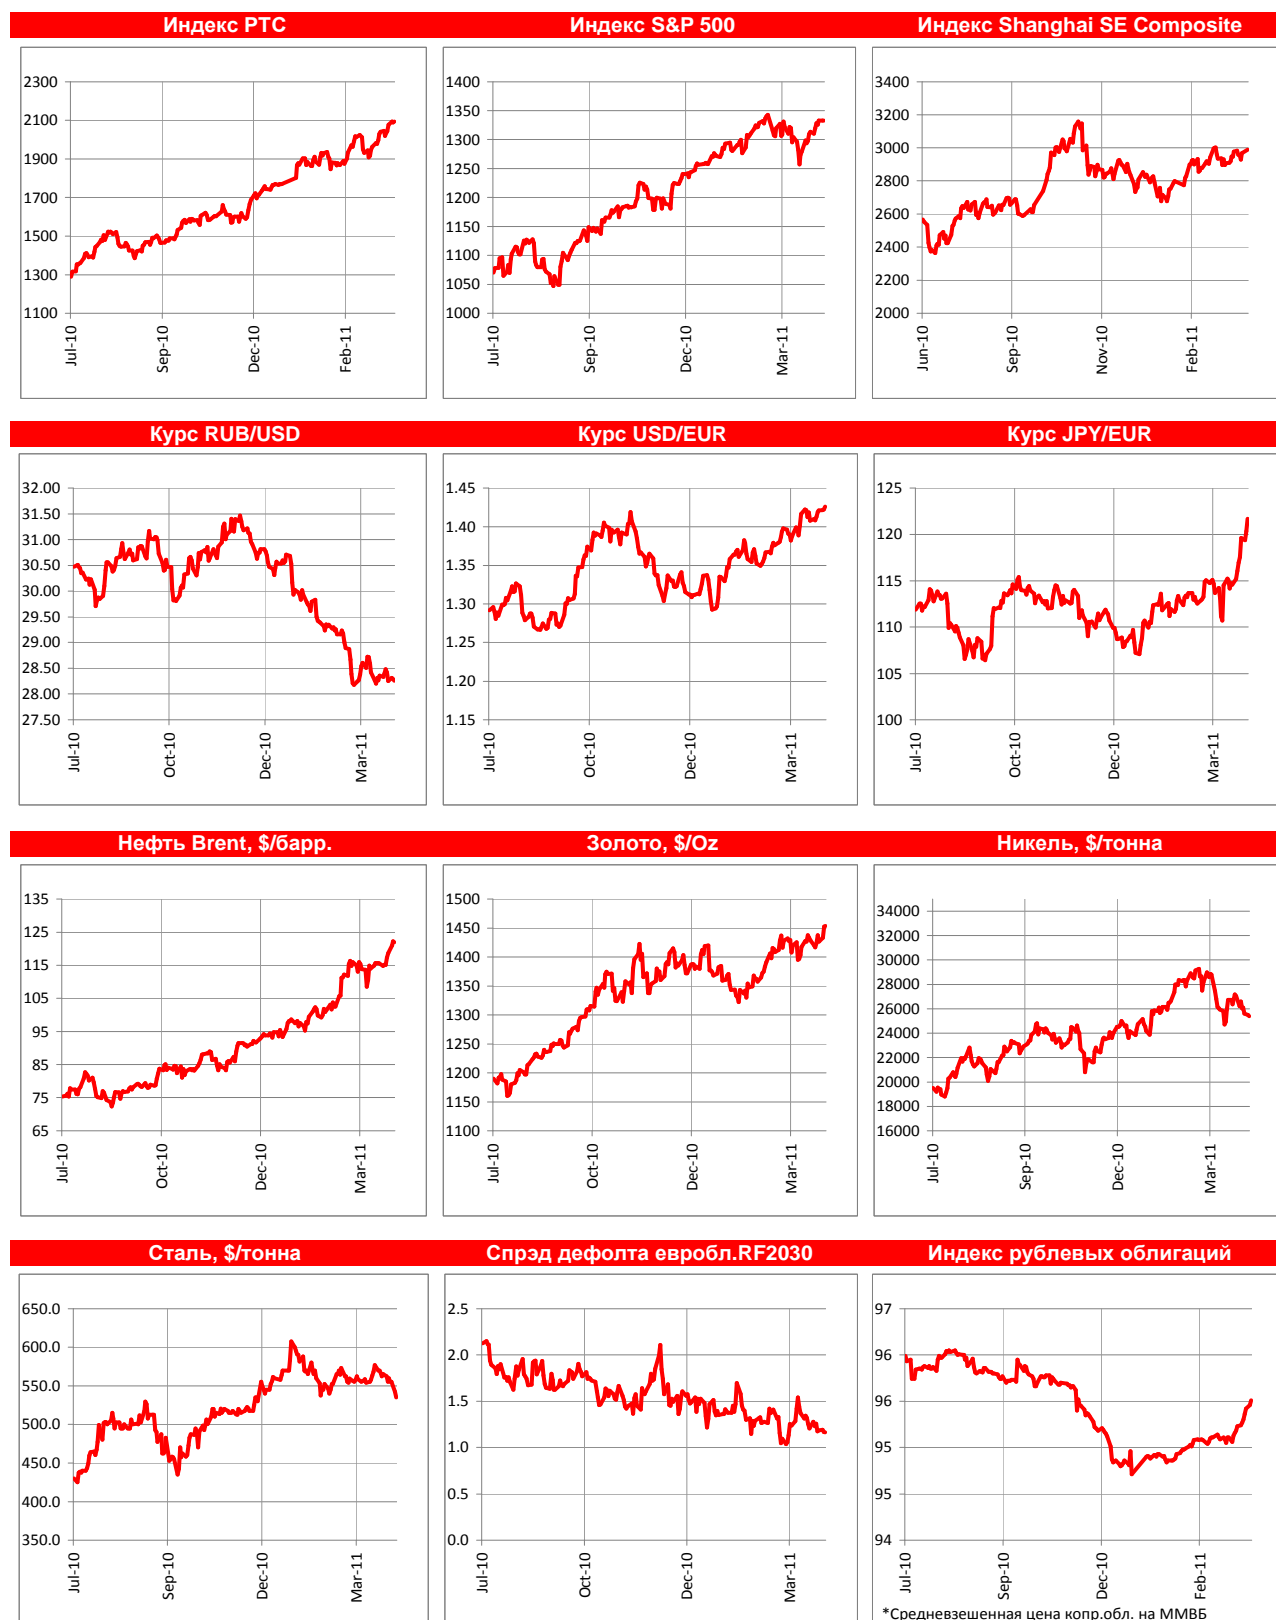 Индекс РТС
Индекс S&P 500
Индекс Shanghai SE Composite
2300
2100
1900
1700
1500
1300
1100
Jul-10
Sep-10
Dec-10
Feb-11
1400
1350
1300
1250
1200
1150
1100
1050
1000
Jul-10
Sep-10
Dec-10
Mar-11
3400
3200
3000
2800
2600
2400
2200
2000
Jun-10
Sep-10
Nov-10
Feb-11
Курс RUB/USD
Курс USD/EUR
Курс JPY/EUR
32.00
31.50
31.00
30.50
30.00
29.50
29.00
28.50
28.00
27.50
Jul-10
Oct-10
Dec-10
Mar-11
1.45
1.40
1.35
1.30
1.25
1.20
1.15
Jul-10
Oct-10
Dec-10
Mar-11
125
120
115
110
105
100
Jul-10
Oct-10
Dec-10
Mar-11
Нефть Brent, $/барр.
Золото, $/Oz
Никель, $/тонна
135
125
115
105
95
85
75
65
Jul-10
Oct-10
Dec-10
Mar-11
1500
1450
1400
1350
1300
1250
1200
1150
1100
Jul-10
Oct-10
Dec-10
Mar-11
34000
32000
30000
28000
26000
24000
22000
20000
18000
16000
Jul-10
Sep-10
Dec-10
Mar-11
Сталь, $/тонна
Спрэд дефолта евробл.RF2030
Индекс рублевых облигаций
650.0
600.0
550.0
500.0
450.0
400.0
350.0
Jul-10
Sep-10
Dec-10
Mar-11
2.5
2.0
1.5
1.0
0.5
0.0
Jul-10
Oct-10
Dec-10
Mar-11
97
96
96
95
95
94
Jul-10
Sep-10
Dec-10
Feb-11
*Средневзешенная цена копр.обл. на ММВБ